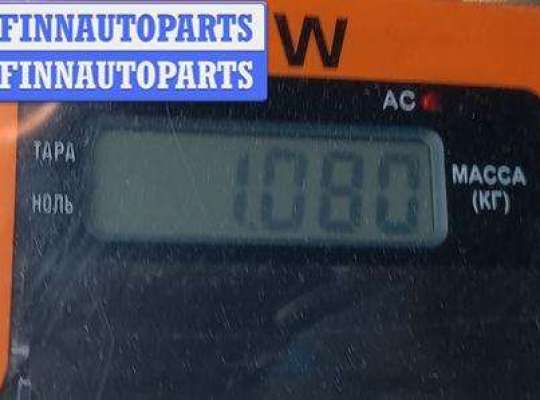 FINNAUTOPARTS
FINNAUTOPARTS
W
AC
ТАРА
1.080
МАССА
(КГ)
НОЛЬ